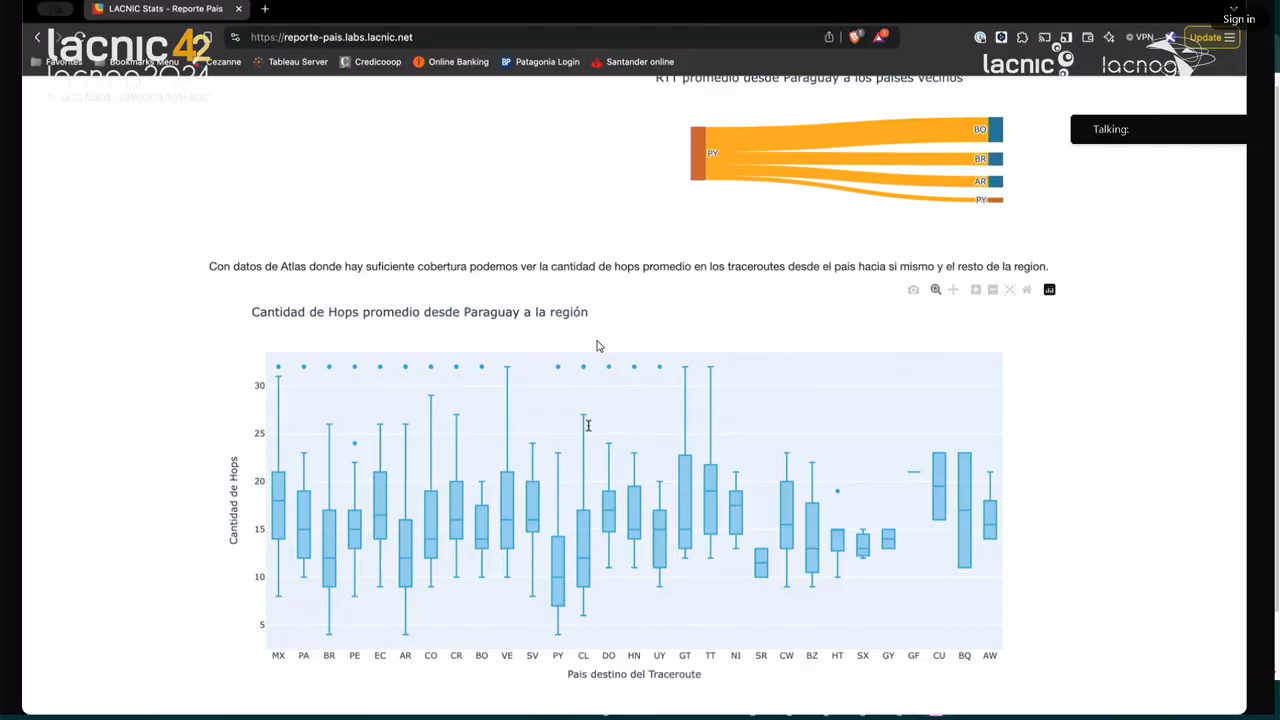 LACNIC Stats - Reporte Pais
Sign in
https://reporte-pais.labs.lacnic.net
VPN
Update
lacnic 42
lacnog 2024
Favorites
Bookmarks Menu
Cezanne
Tableau Server
Crehana
Online Banking
BP Patagonia Login
Santander online
lacnic
lacnog
RTT promedio desde Paraguay a los países vecinos
PY
BO
BR
AR
PY
Talking:
Con datos de Atlas donde hay suficiente cobertura podemos ver la cantidad de hops promedio en los traceroutes desde el pais hacia si mismo y el resto de la region.
Cantidad de Hops promedio desde Paraguay a la región
Cantidad de Hops
30
25
20
15
10
5
MX PA BR PE EC AR CO CR BO VE SV PY CL DO HN UY GT TT NI SR CW BZ HT SX GY GF CU BQ AW
Pais destino del Traceroute